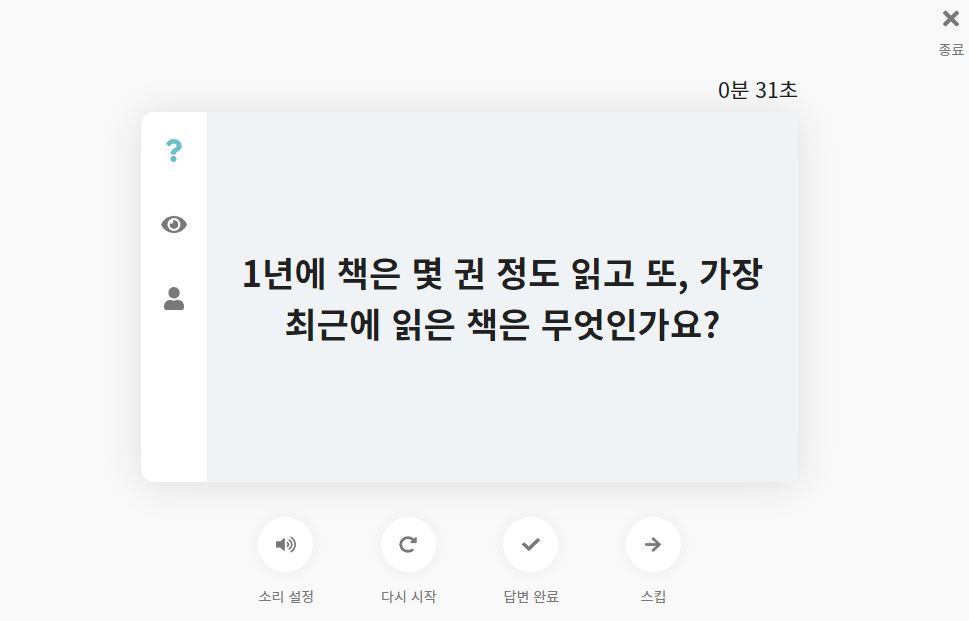 종료
0분 31초
1년에 책은 몇 권 정도 읽고 또, 가장
최근에 읽은 책은 무엇인가요?
소리 설정
다시 시작
답변 완료
스킵